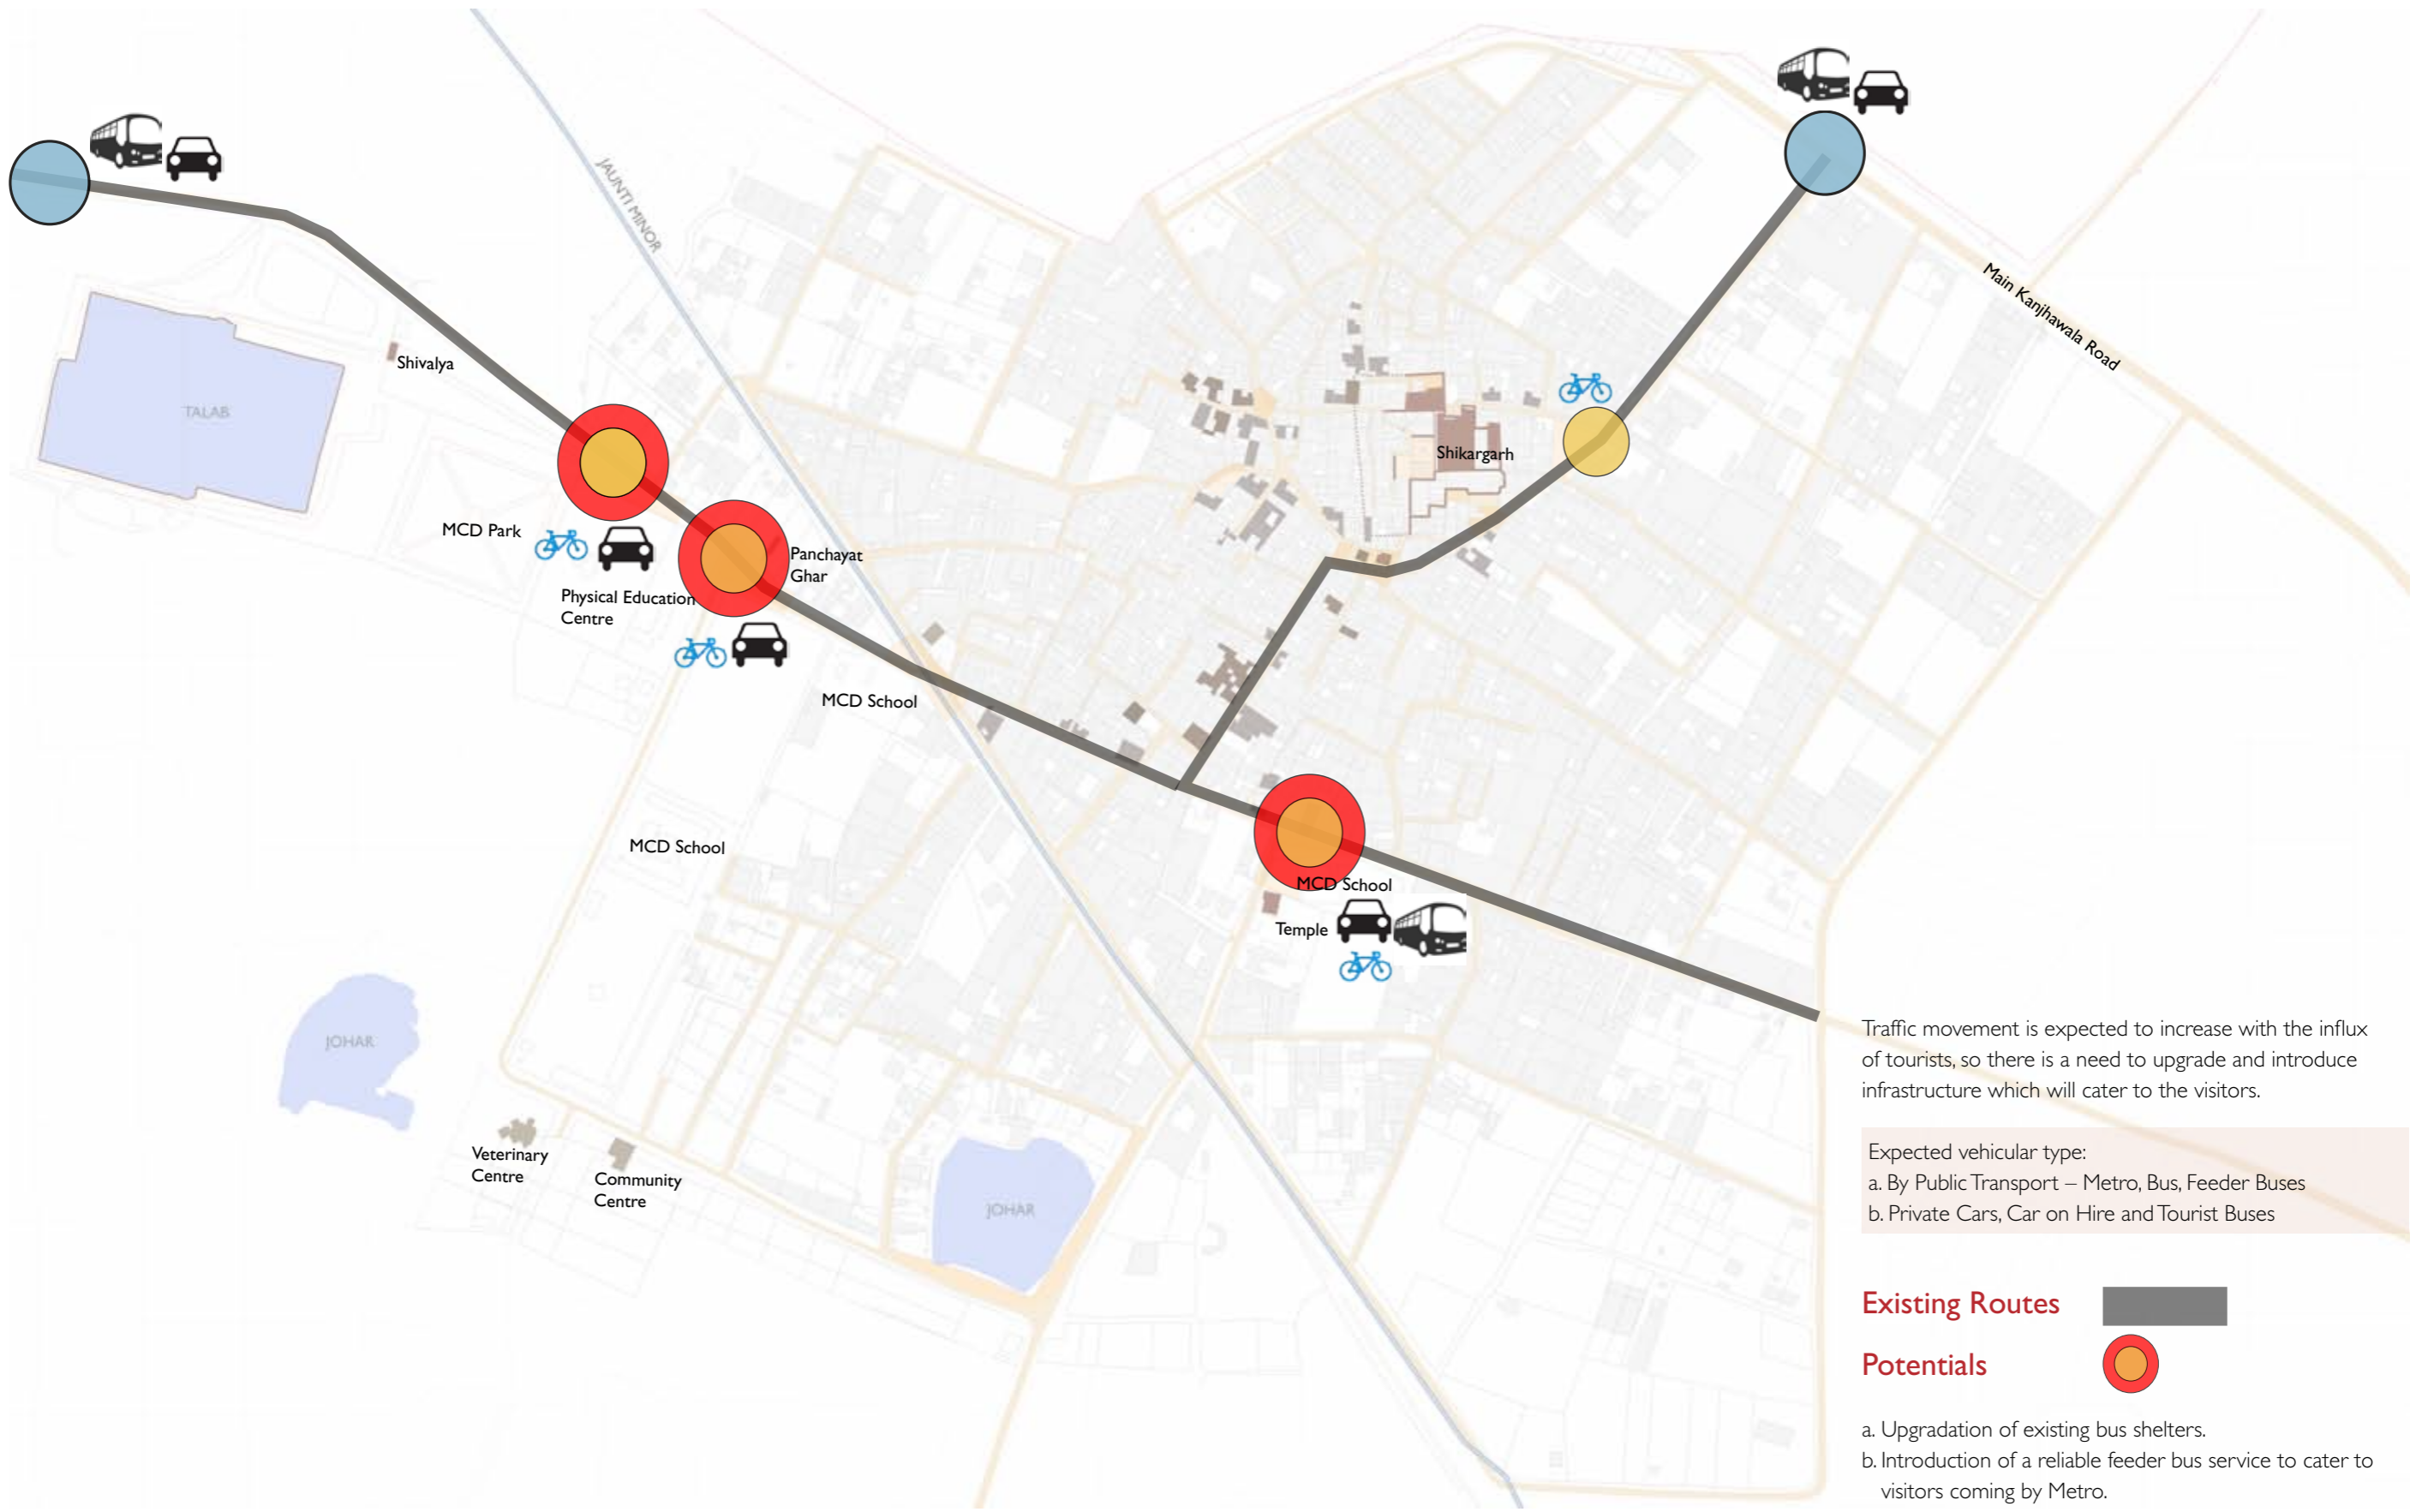 JAUNTI MINOR
Main Kanjhawala Road
Shivalya
TALAB
Shikargarh
MCD Park
Panchayat
Ghar
Physical Education
Centre
MCD School
MCD School
MCD School
Temple
JOHAR
Veterinary
Centre
Community
Centre
JOHAR
Traffic movement is expected to increase with the influx
of tourists, so there is a need to upgrade and introduce
infrastructure which will cater to the visitors.
Expected vehicular type:
a. By Public Transport – Metro, Bus, Feeder Buses
b. Private Cars, Car on Hire and Tourist Buses
Existing Routes
Potentials
a. Upgradation of existing bus shelters.
b. Introduction of a reliable feeder bus service to cater to
visitors coming by Metro.